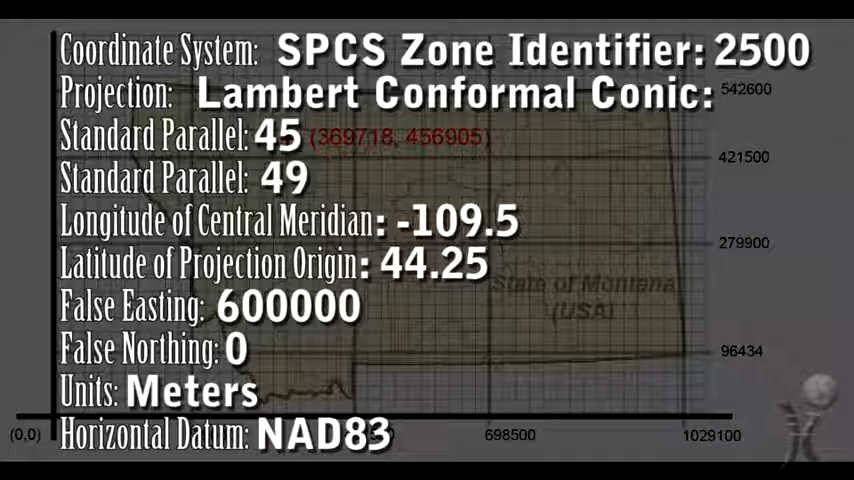 Coordinate System: SPCS Zone Identifier: 2500
Projection: Lambert Conformal Conic:
542600
Standard Parallel: 45
(369718, 456905)
421500
Standard Parallel: 49
Longitude of Central Meridian: -109.5
279900
Latitude of Projection Origin: 44.25
State of Montana
(USA)
False Easting: 600000
False Northing: 0
96434
Units: Meters
(0,0)
Horizontal Datum: NAD83
698500
1029100